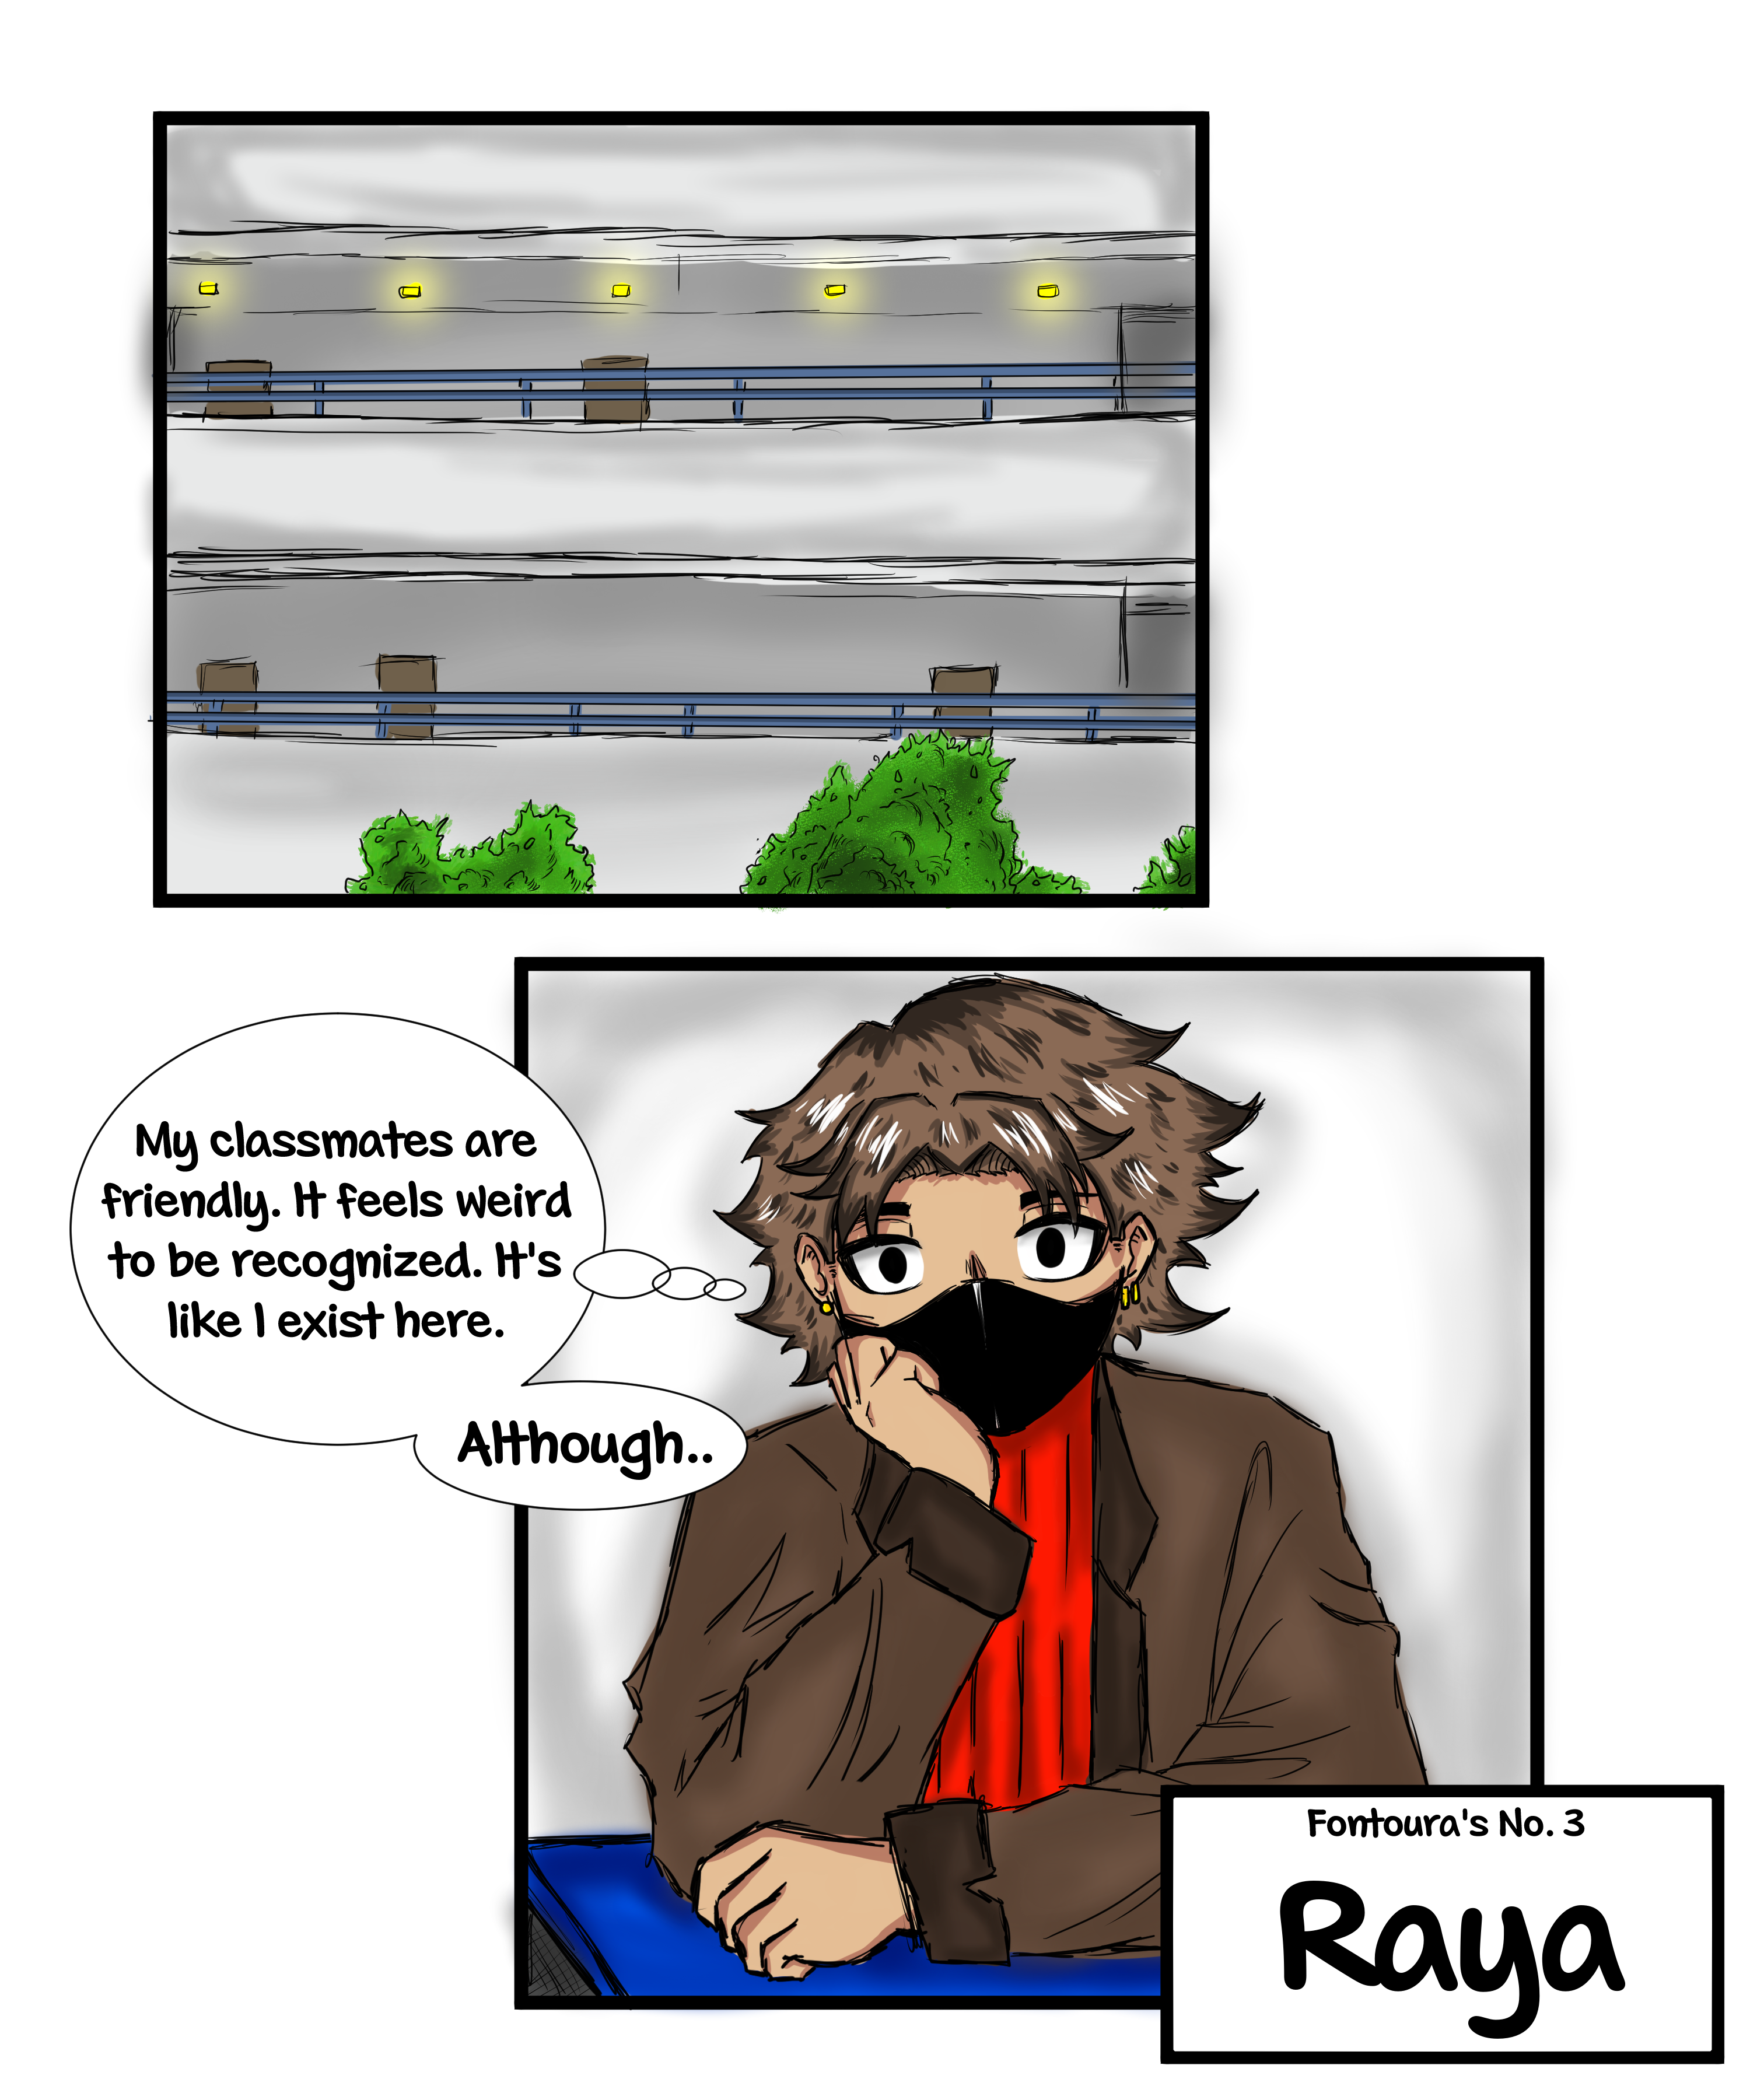 My classmates are
friendly. It feels weird
to be recognized. It's
like I exist here.
Although..
Fontoura's No. 3
Raya